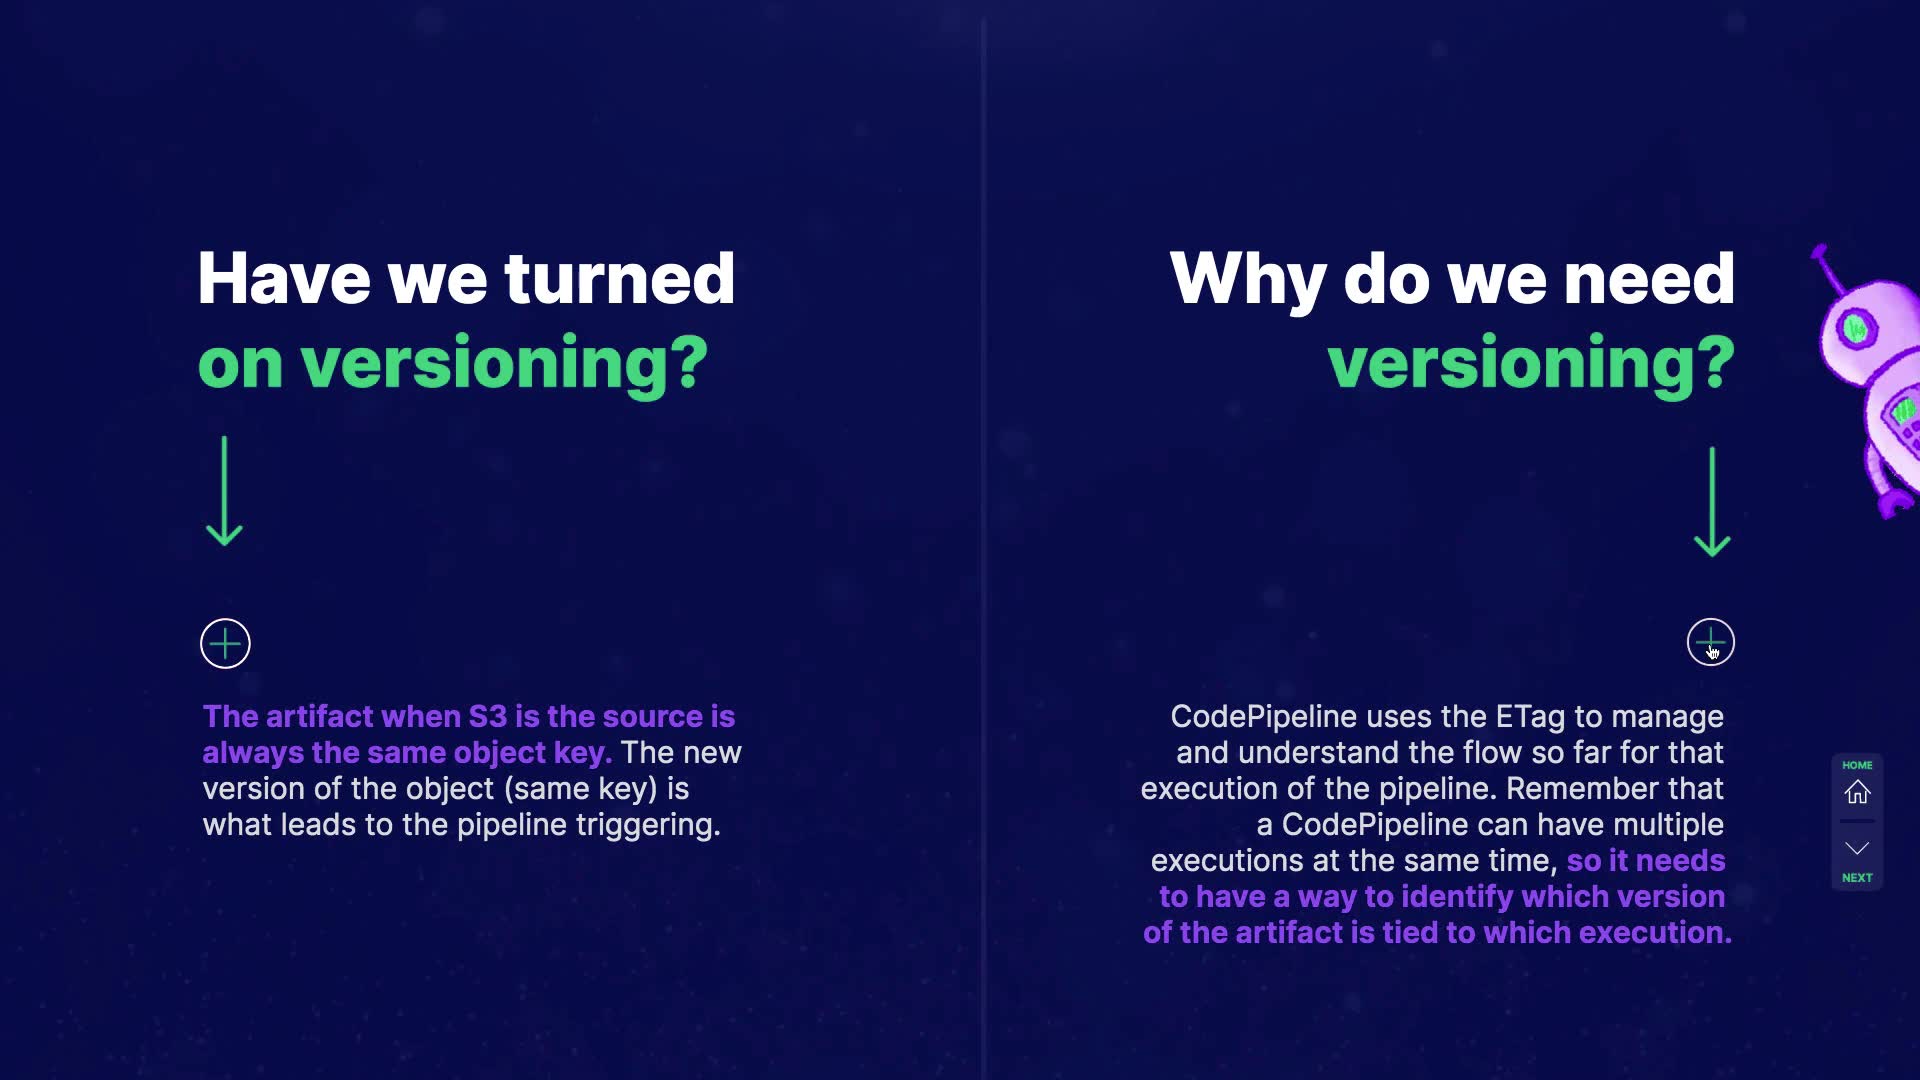 Have we turned
on versioning?
The artifact when S3 is the source is
always the same object key. The new
version of the object (same key) is
what leads to the pipeline triggering.
Why do we need
versioning?
CodePipeline uses the ETag to manage
and understand the flow so far for that
execution of the pipeline. Remember that
a CodePipeline can have multiple
executions at the same time, so it needs
to have a way to identify which version
of the artifact is tied to which execution.
HOME
NEXT